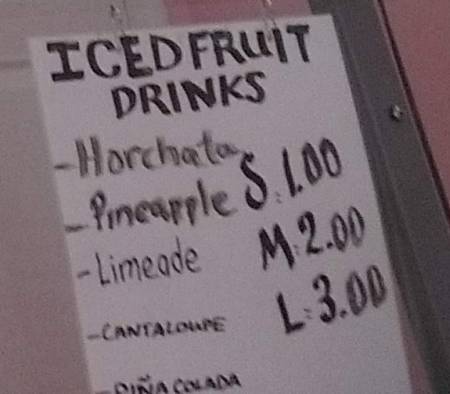 ICED FRUIT
DRINKS
- Horchata
- Pineapple S: 1.00
- Limeade M: 2.00
- CANTALOUPE L: 3.00
- PIÑA COLADA